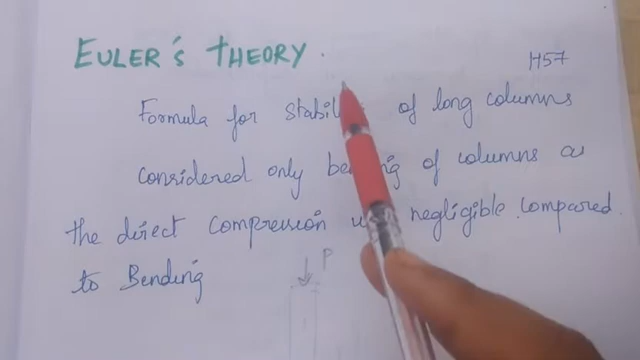 EULER'S THEORY.
H57
Formula for of long columns
considered only of columns as
the direct compression negligible compared
to Bending
P